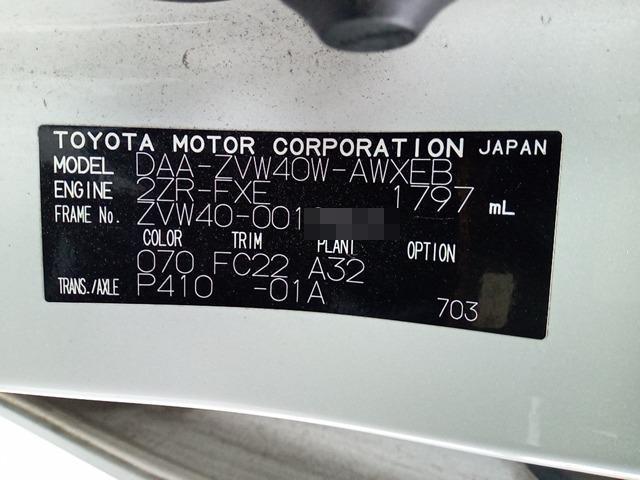 TOYOTA MOTOR CORPORATION JAPAN
MODEL DAA-ZVW40W-AWXEB
ENGINE 2ZR-FXE 1797 mL
FRAME No. ZVW40-001
COLOR TRIM PLANT OPTION
070 FC22 A32
TRANS./AXLE P410 -01A
703